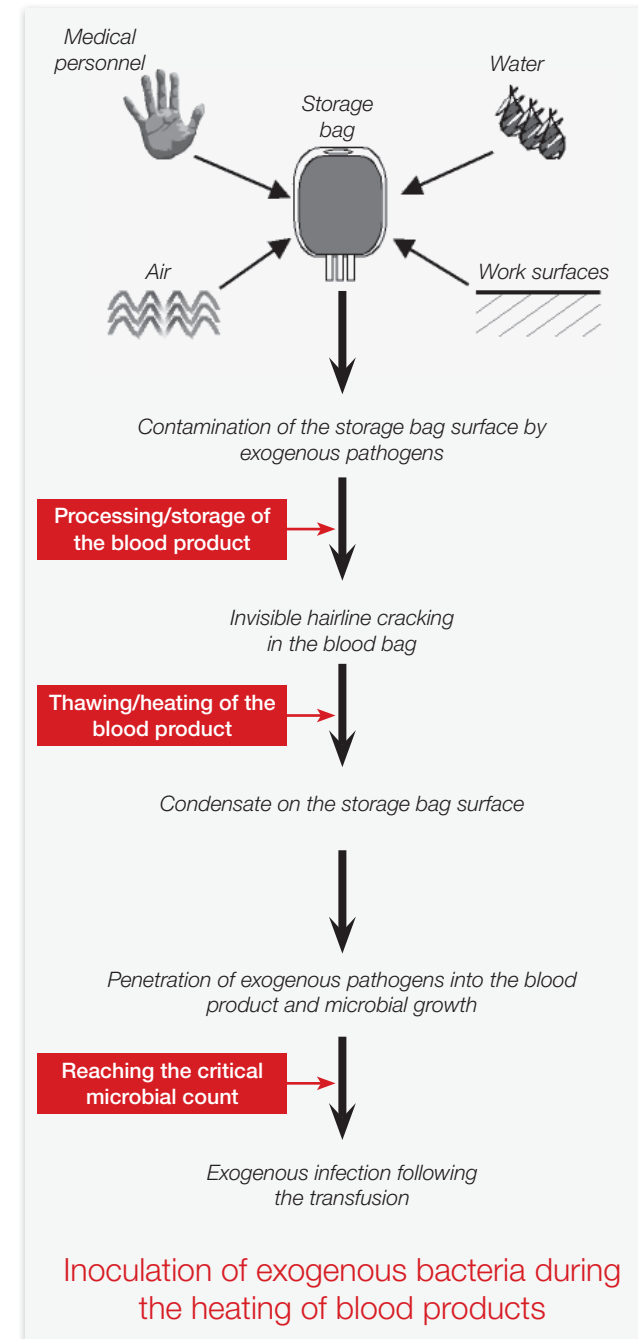 Medical
personnel
Water
Storage
bag
Air
Work surfaces
Contamination of the storage bag surface by
exogenous pathogens
Processing/storage of
the blood product
Invisible hairline cracking
in the blood bag
Thawing/heating of the
blood product
Condensate on the storage bag surface
Penetration of exogenous pathogens into the blood
product and microbial growth
Reaching the critical
microbial count
Exogenous infection following
the transfusion
Inoculation of exogenous bacteria during
the heating of blood products